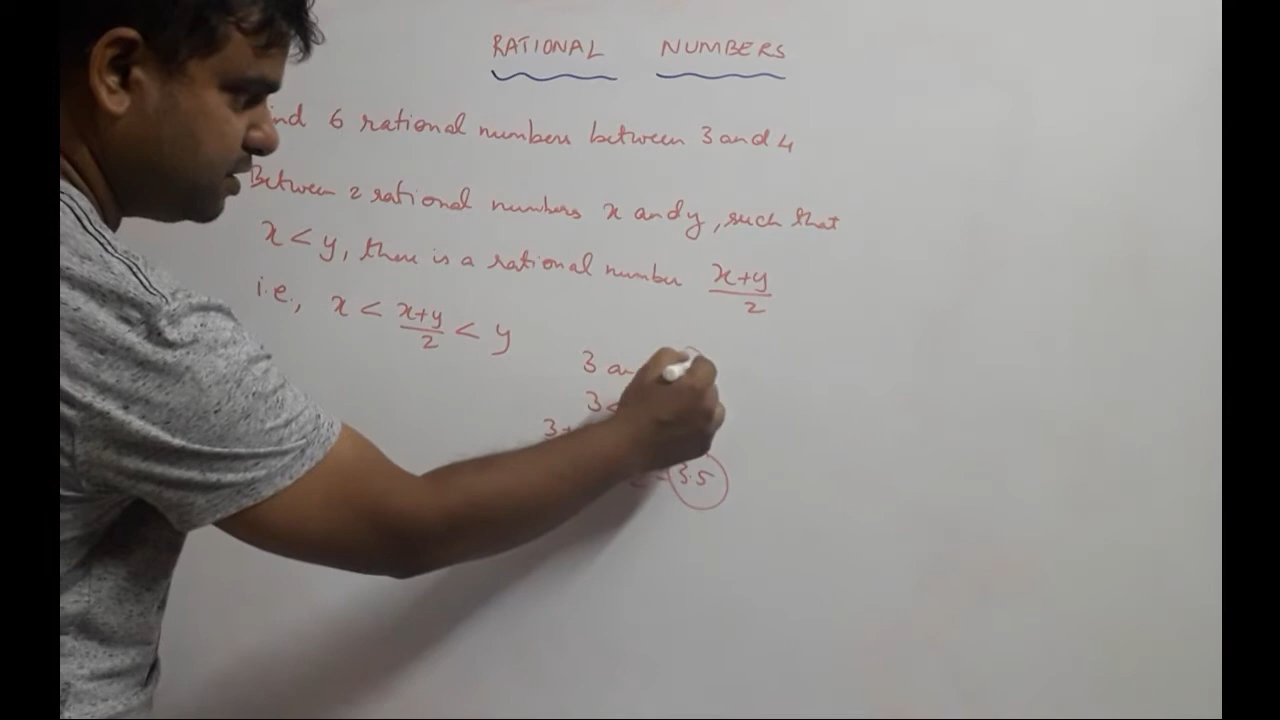 RATIONAL NUMBERS
6 rational numbers between 3 and 4
Between 2 rational numbers x and y, such that
x < y, there is a rational number x+y/2
i.e., x < x+y/2 < y
3
3 <
3+
3.5